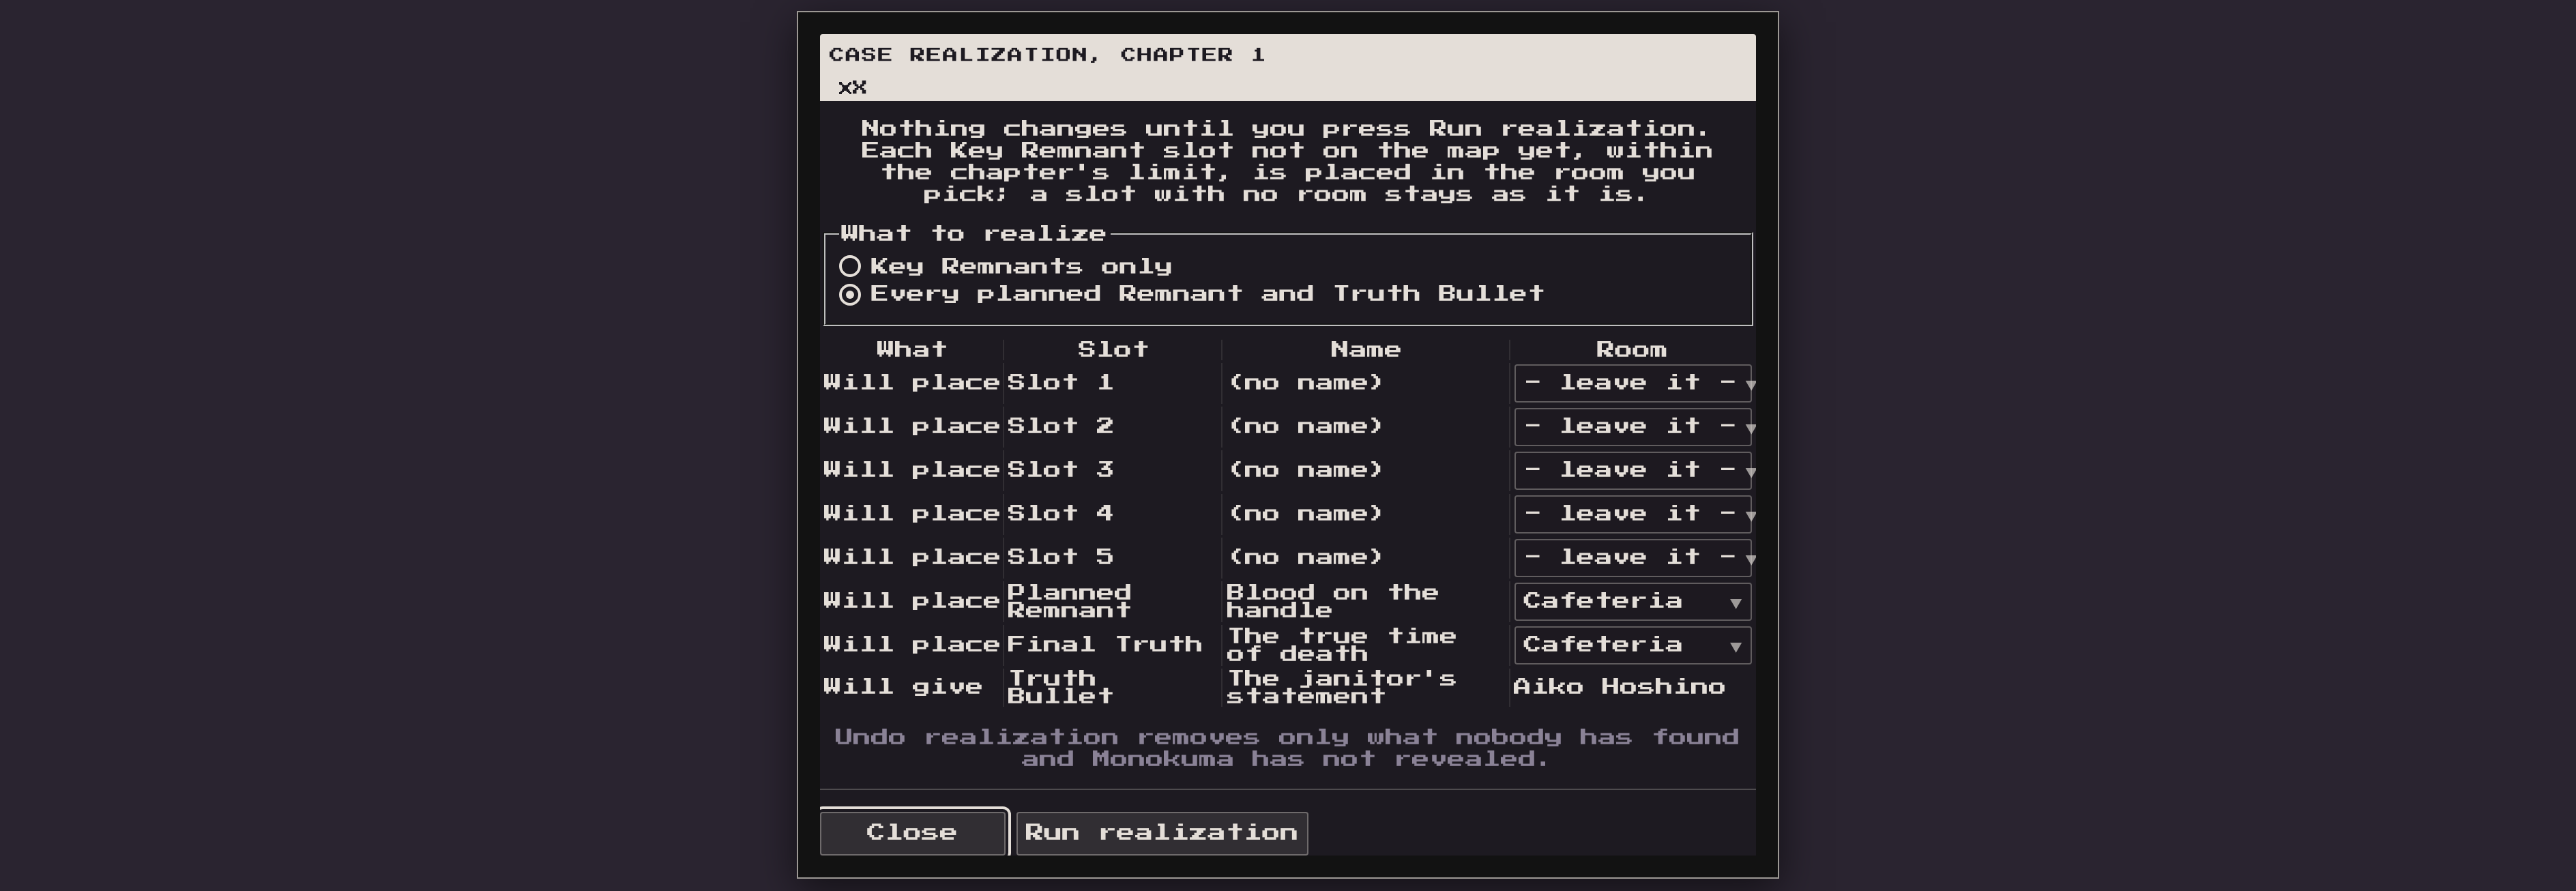 CASE REALIZATION, CHAPTER 1
xX
Nothing changes until you press Run realization.
Each Key Remnant slot not on the map yet, within
the chapter's limit, is placed in the room you
pick; a slot with no room stays as it is.
What to realize
Key Remnants only
Every planned Remnant and Truth Bullet
What Slot Name Room
Will place Slot 1 (no name) - leave it -
Will place Slot 2 (no name) - leave it -
Will place Slot 3 (no name) - leave it -
Will place Slot 4 (no name) - leave it -
Will place Slot 5 (no name) - leave it -
Will place Planned Remnant Blood on the handle Cafeteria
Will place Final Truth The true time of death Cafeteria
Will give Truth Bullet The janitor's statement Aiko Hoshino
Undo realization removes only what nobody has found
and Monokuma has not revealed.
Close Run realization